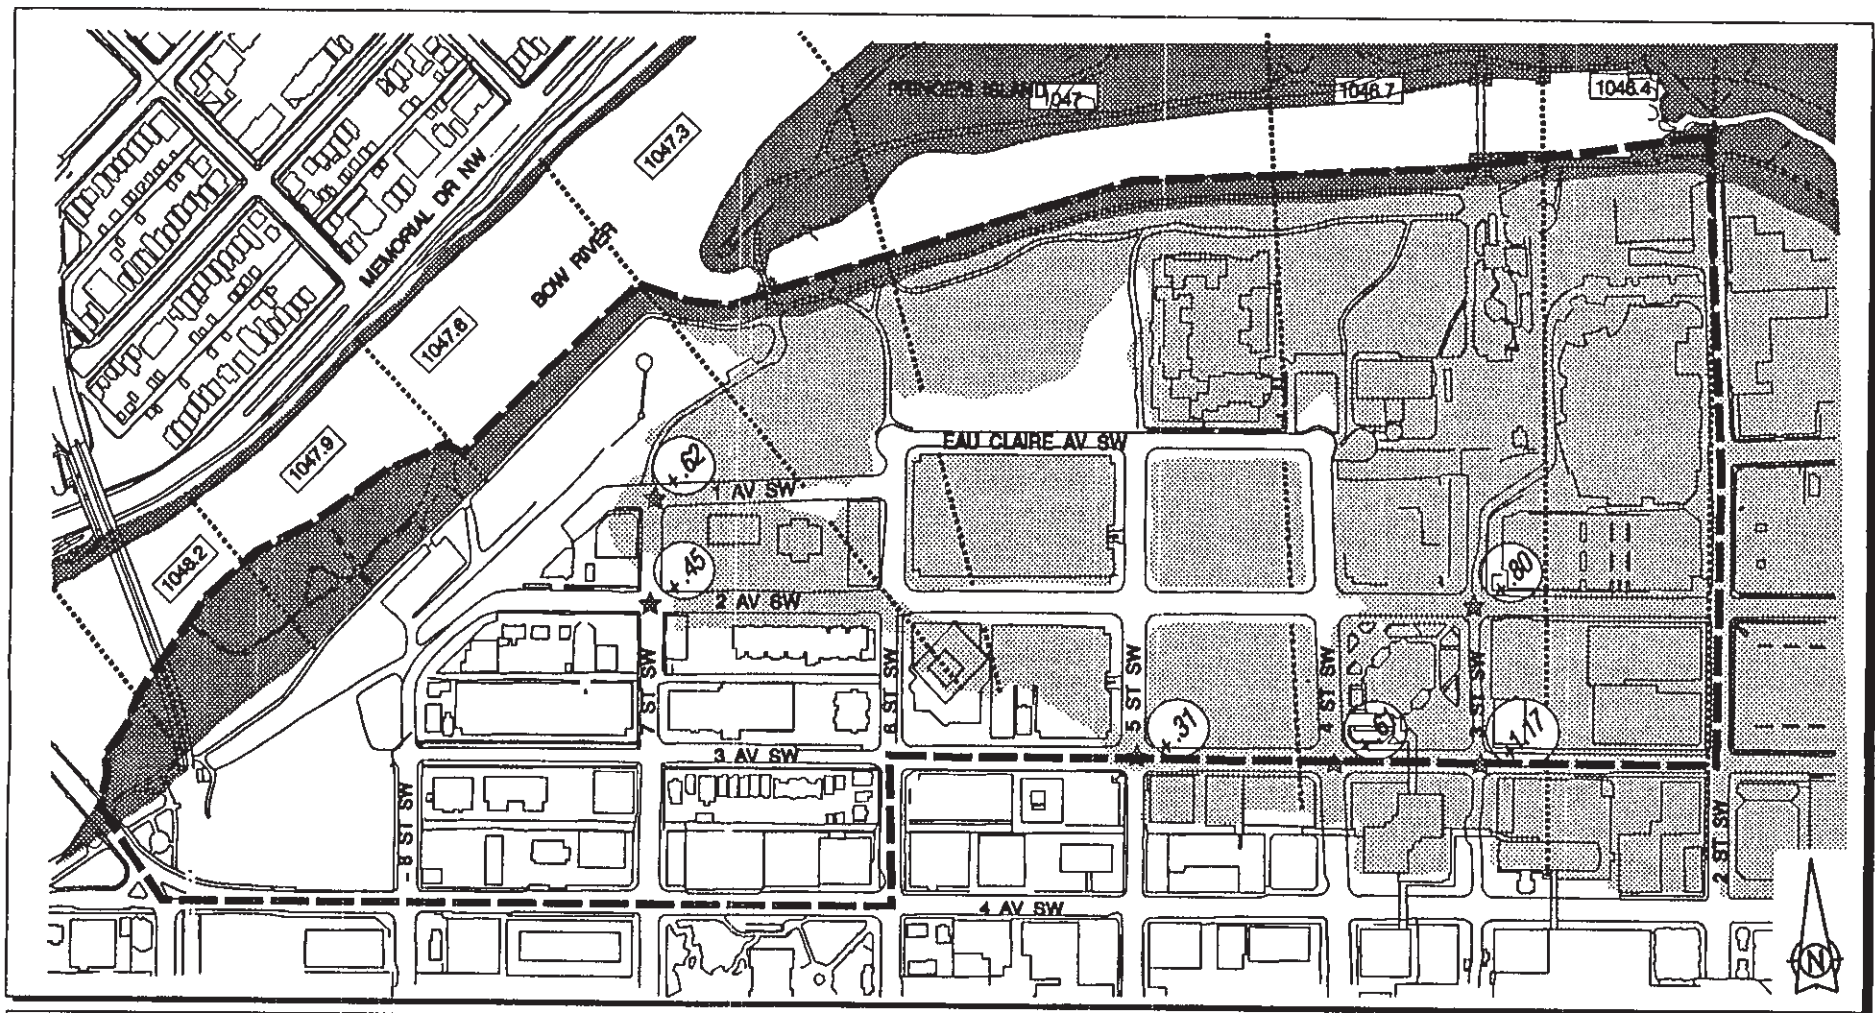 PRINCE'S ISLAND
1047
1046.7
1046.4
1047.3
MEMORIAL DR NW
BOW RIVER
1047.6
1047.9
1048.2
EAU CLAIRE AV SW
+.62
1 AV SW
+.45
+.80
2 AV SW
7 ST SW
6 ST SW
5 ST SW
4 ST SW
3 ST SW
+.31
+1.17
3 AV SW
8 ST SW
2 ST SW
4 AV SW
N